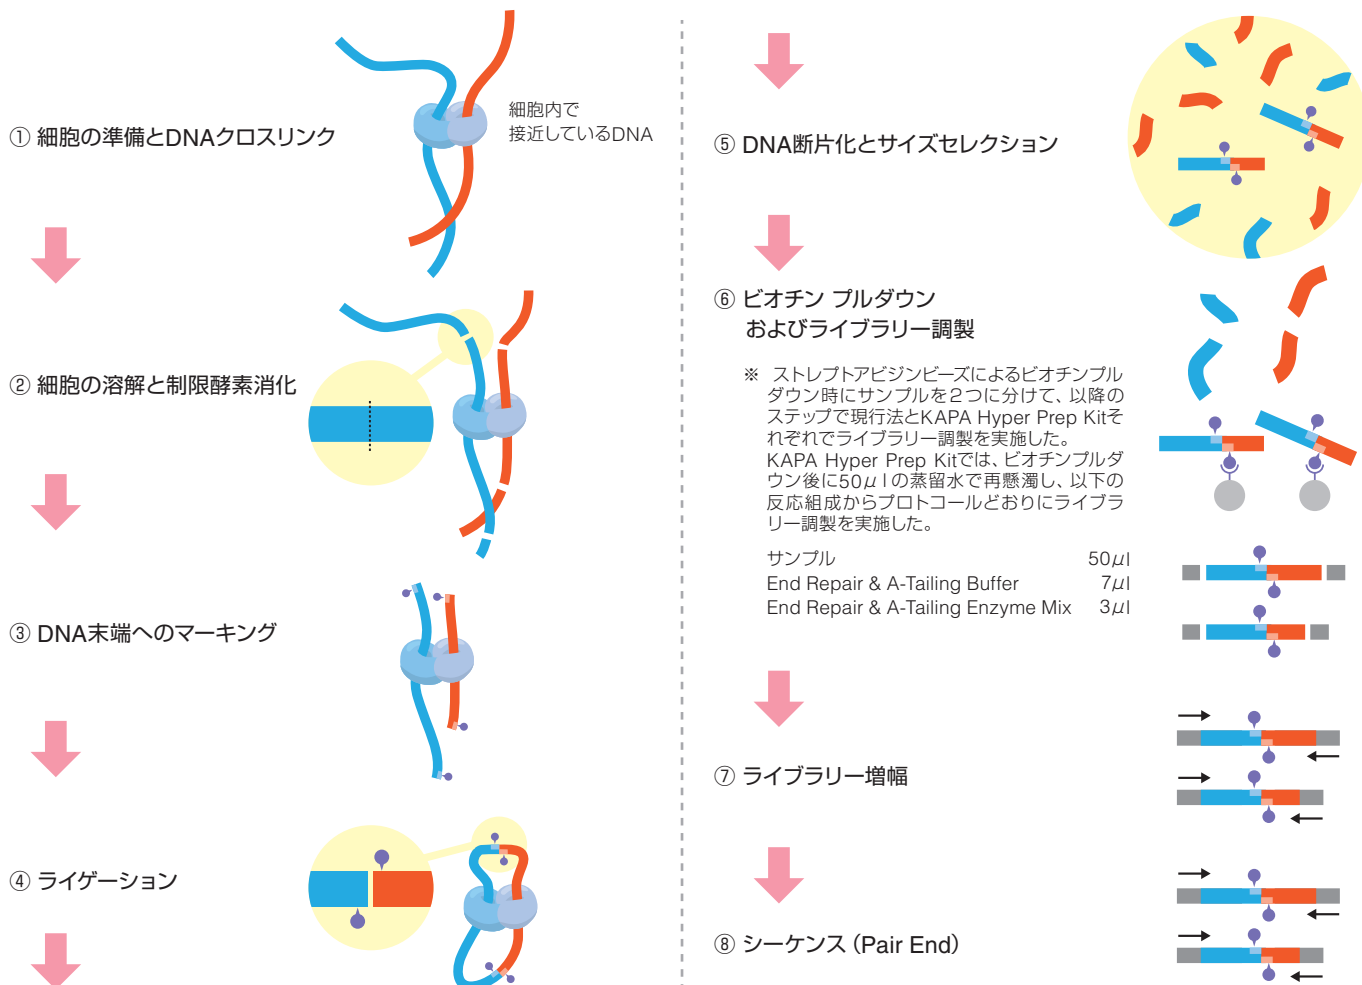 ① 細胞の準備とDNAクロスリンク
細胞内で
接近しているDNA
② 細胞の溶解と制限酵素消化
③ DNA末端へのマーキング
④ ライゲーション
⑤ DNA断片化とサイズセレクション
⑥ ビオチン プルダウン
およびライブラリー調製
※ ストレプトアビジンビーズによるビオチンプル
ダウン時にサンプルを2つに分けて、以降の
ステップで現行法とKAPA Hyper Prep Kitそ
れぞれでライブラリー調製を実施した。
KAPA Hyper Prep Kitでは、ビオチンプルダ
ウン後に50μlの蒸留水で再懸濁し、以下の
反応組成からプロトコールどおりにライブラ
リー調製を実施した。
サンプル 50μl
End Repair & A-Tailing Buffer 7μl
End Repair & A-Tailing Enzyme Mix 3μl
⑦ ライブラリー増幅
⑧ シーケンス（Pair End）